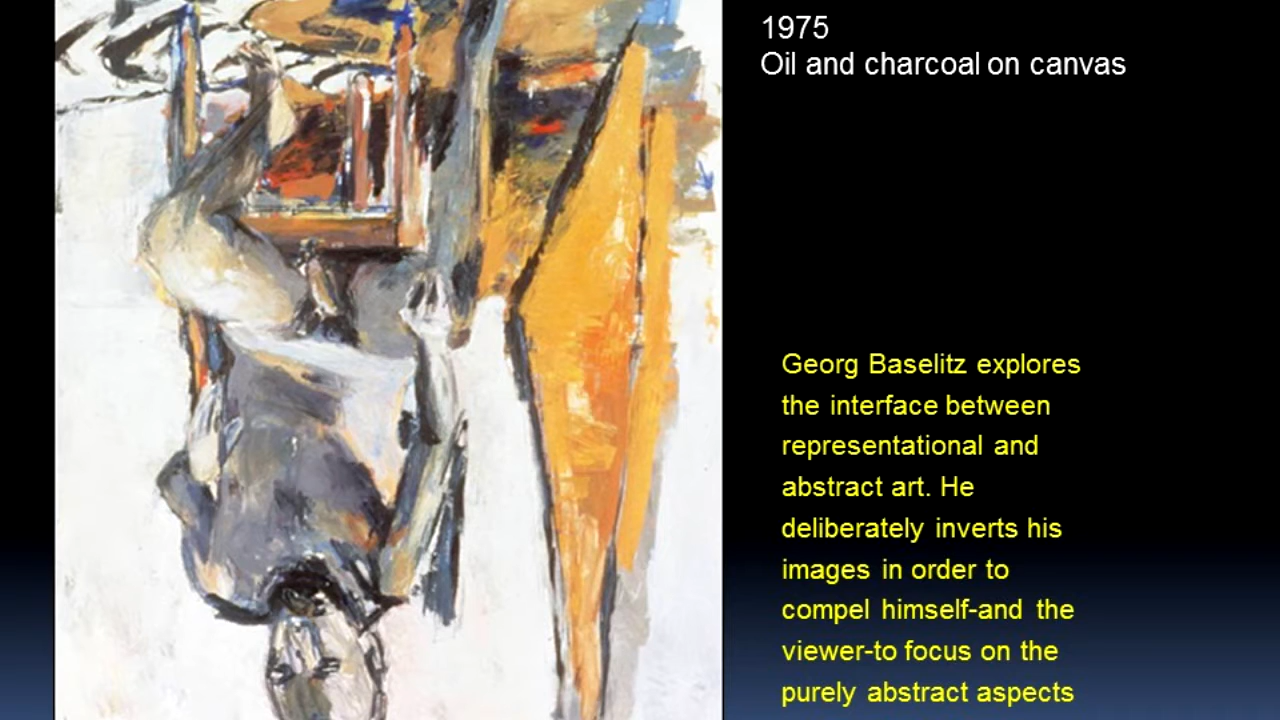 1975
Oil and charcoal on canvas
Georg Baselitz explores
the interface between
representational and
abstract art. He
deliberately inverts his
images in order to
compel himself-and the
viewer-to focus on the
purely abstract aspects